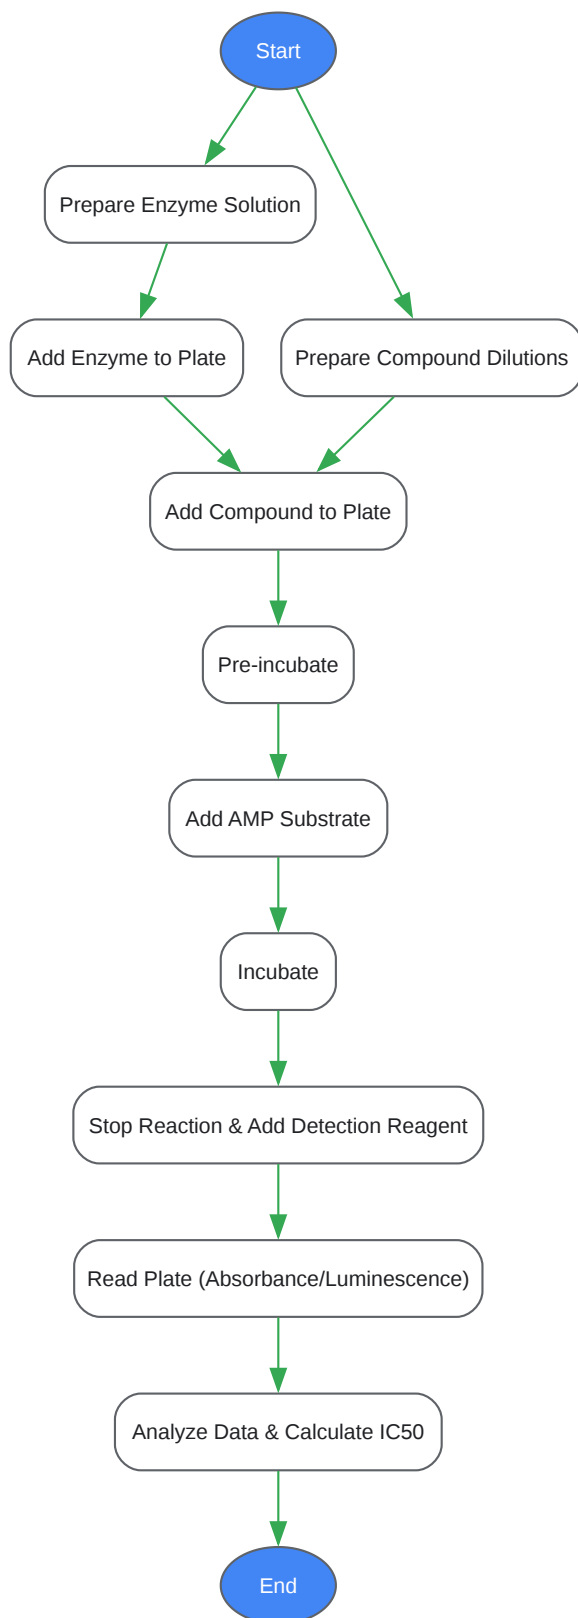 Start
Prepare Enzyme Solution
Add Enzyme to Plate
Prepare Compound Dilutions
Add Compound to Plate
Pre-incubate
Add AMP Substrate
Incubate
Stop Reaction & Add Detection Reagent
Read Plate (Absorbance/Luminescence)
Analyze Data & Calculate IC50
End